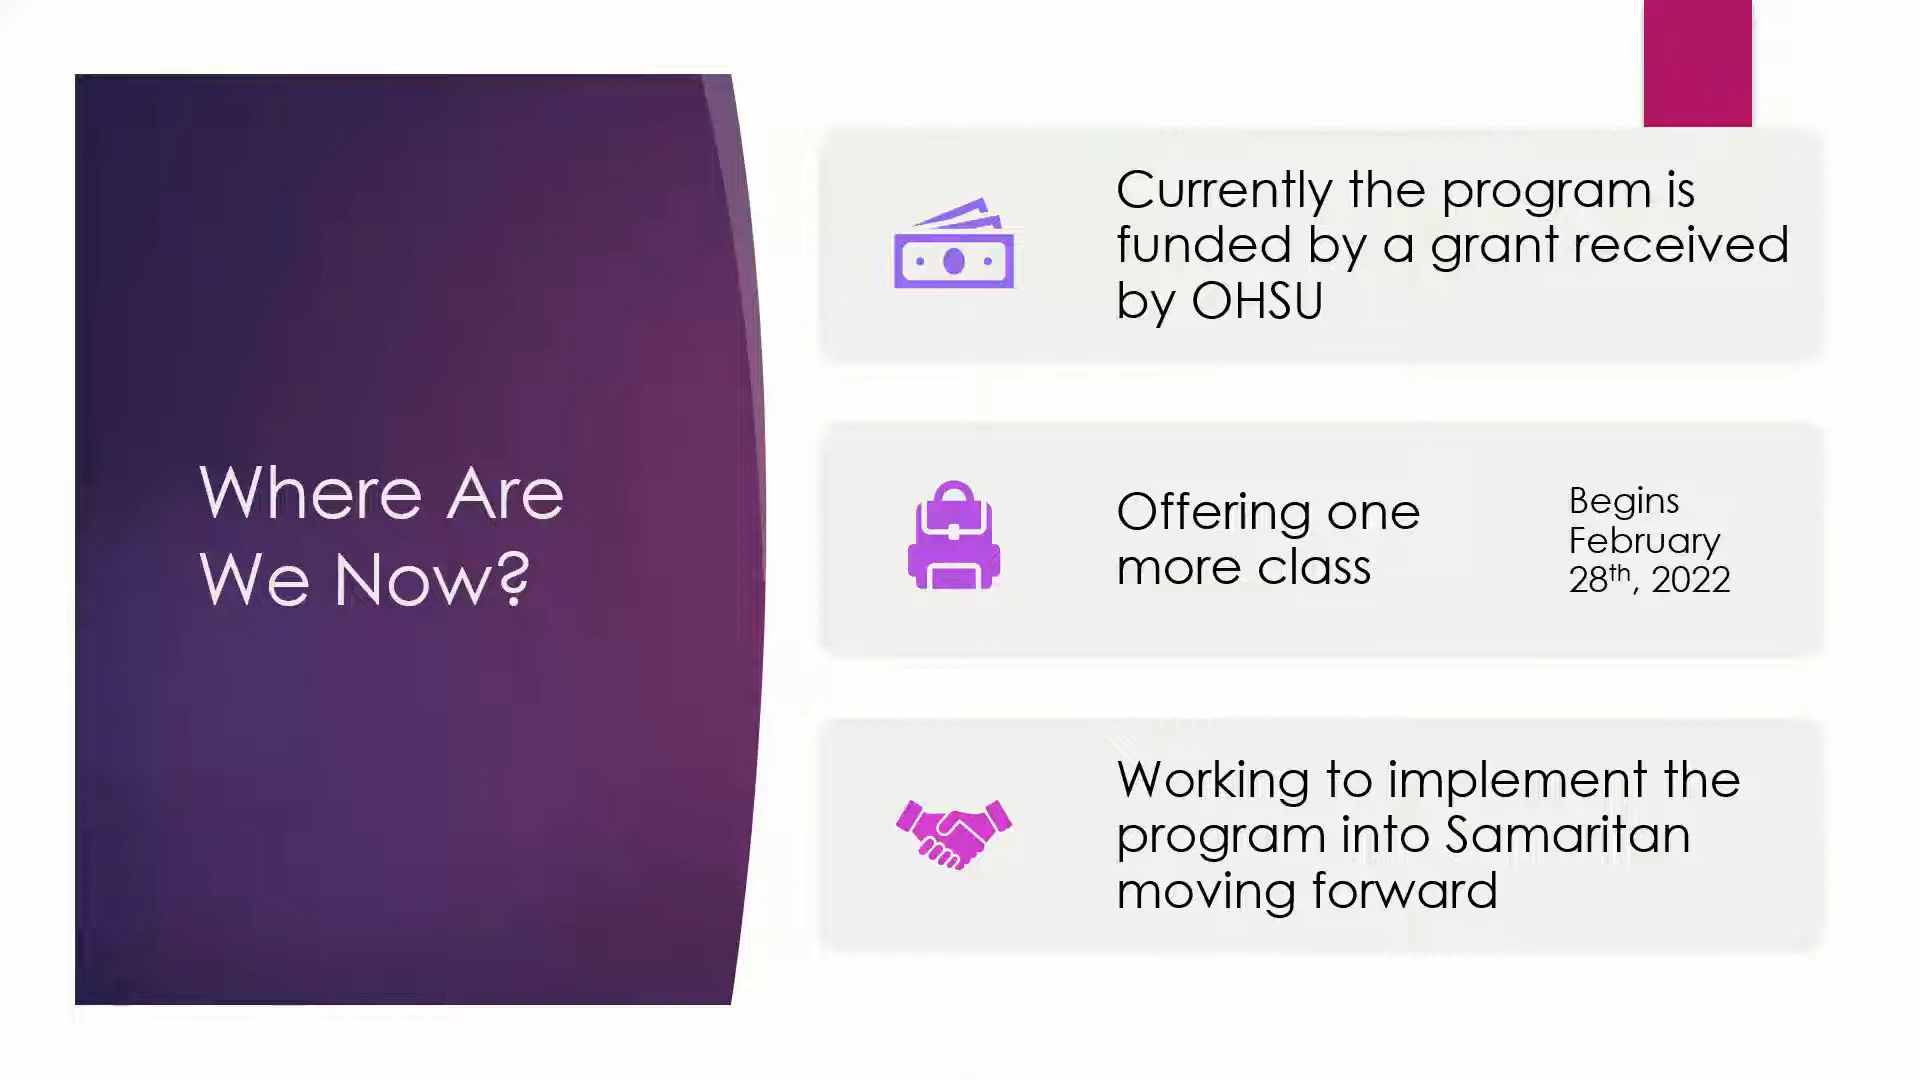 Where Are
We Now?
Currently the program is
funded by a grant received
by OHSU
Offering one
more class
Begins
February
28th, 2022
Working to implement the
program into Samaritan
moving forward